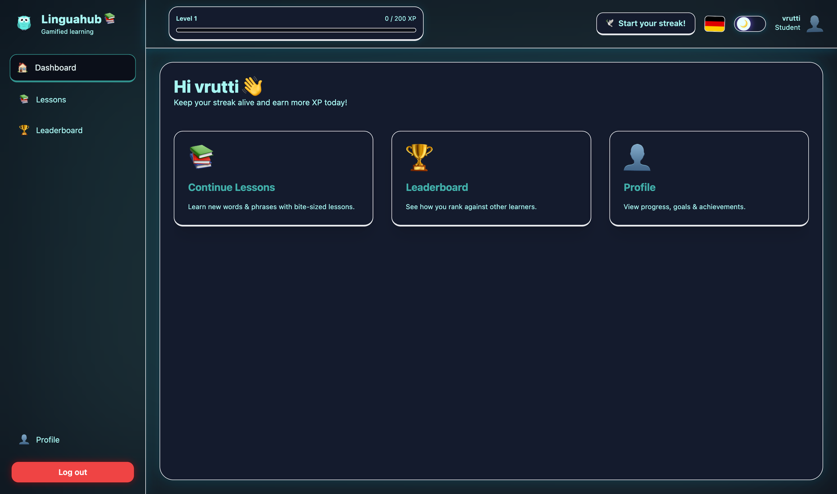 Linguahub
Gamified learning
Dashboard
Lessons
Leaderboard
Profile
Log out
Level 1
0 / 200 XP
Start your streak!
vrutti
Student
Hi vrutti
Keep your streak alive and earn more XP today!
Continue Lessons
Learn new words & phrases with bite-sized lessons.
Leaderboard
See how you rank against other learners.
Profile
View progress, goals & achievements.